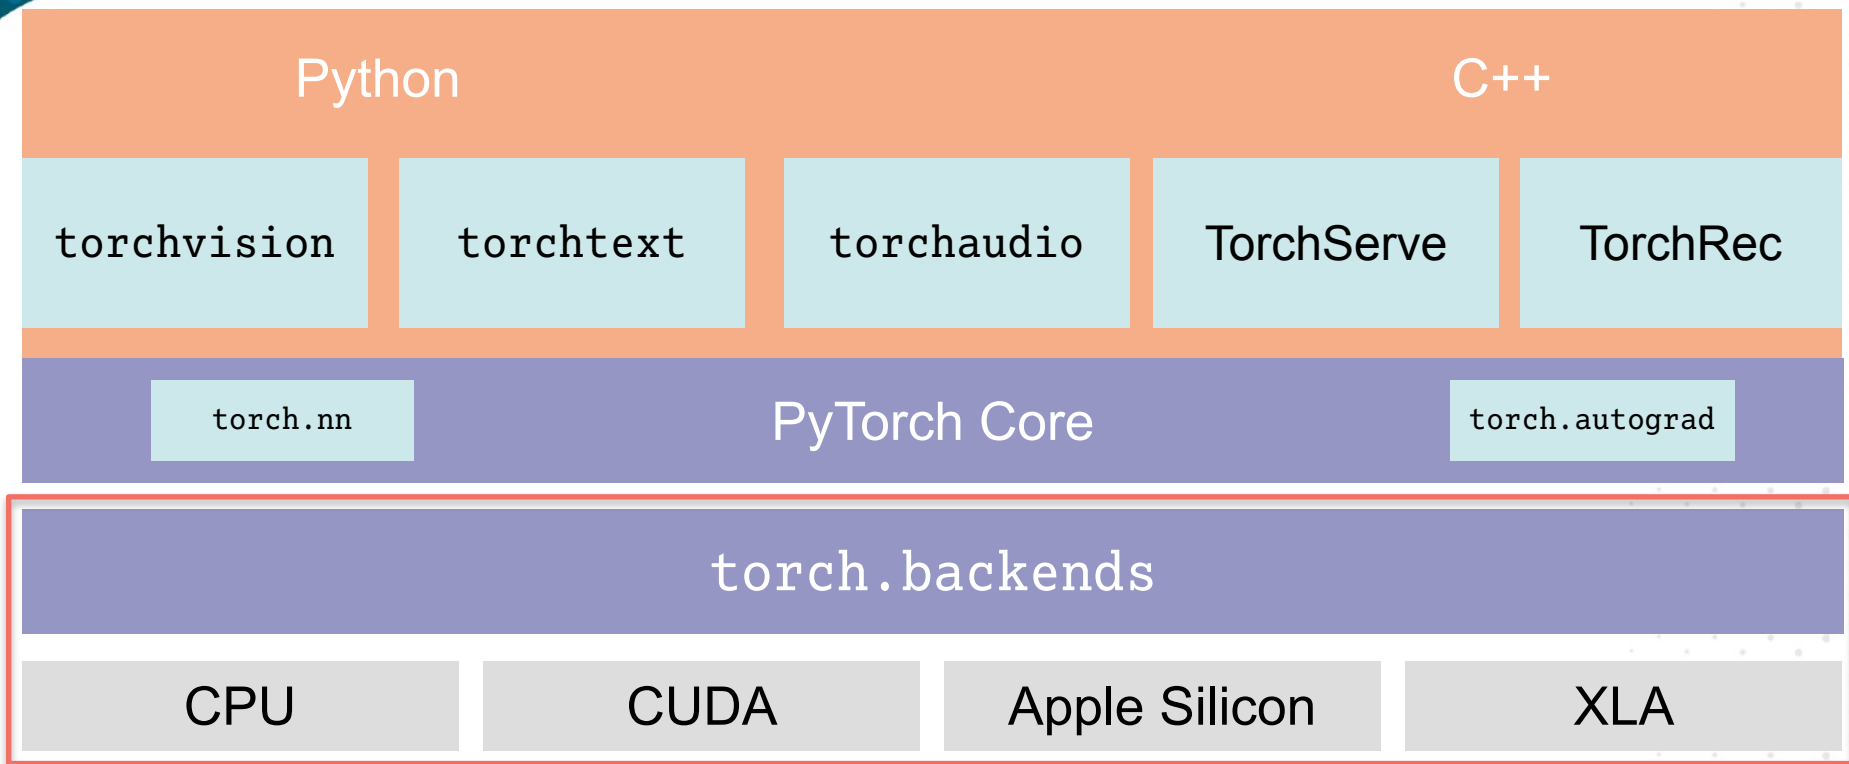 Python
C++
torchvision
torchtext
torchaudio
TorchServe
TorchRec
torch.nn
PyTorch Core
torch.autograd
torch.backends
CPU
CUDA
Apple Silicon
XLA